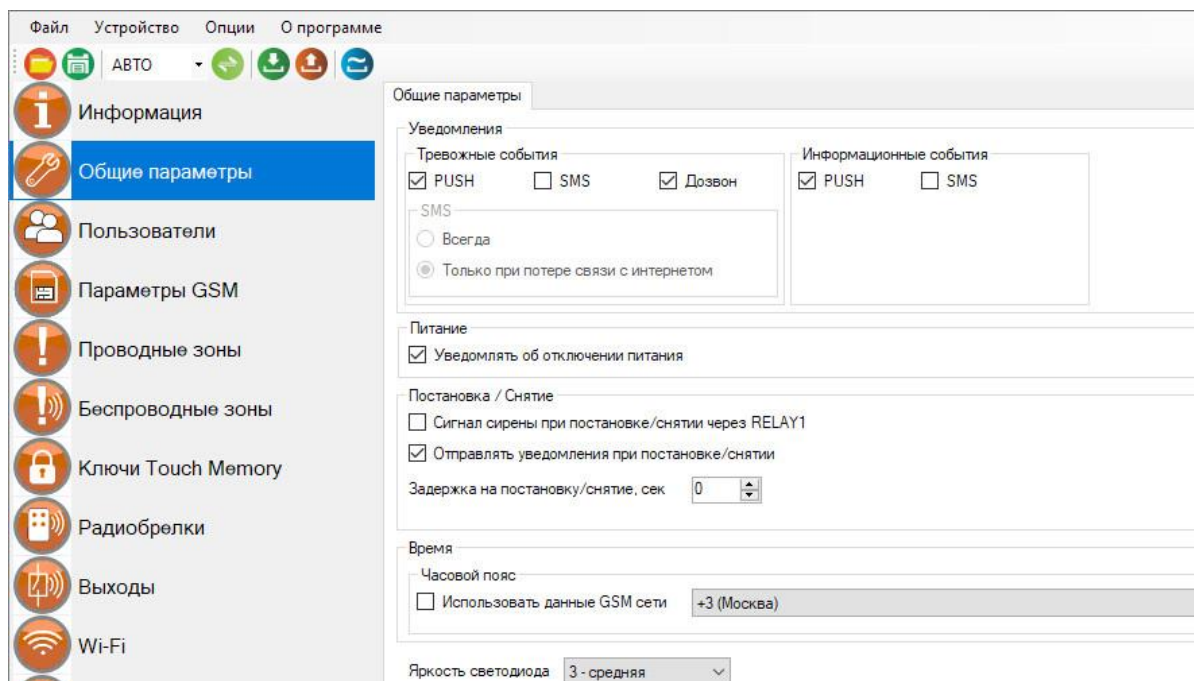 Файл Устройство Опции О программе
АВТО
Информация
Общие параметры
Пользователи
Параметры GSM
Проводные зоны
Беспроводные зоны
Ключи Touch Memory
Радиобрелки
Выходы
Wi-Fi
Общие параметры
Уведомления
Тревожные события
PUSH SMS Дозвон
SMS
Всегда
Только при потере связи с интернетом
Информационные события
PUSH SMS
Питание
Уведомлять об отключении питания
Постановка / Снятие
Сигнал сирены при постановке/снятии через RELAY1
Отправлять уведомления при постановке/снятии
Задержка на постановку/снятие, сек 0
Время
Часовой пояс
Использовать данные GSM сети +3 (Москва)
Яркость светодиода 3 - средняя